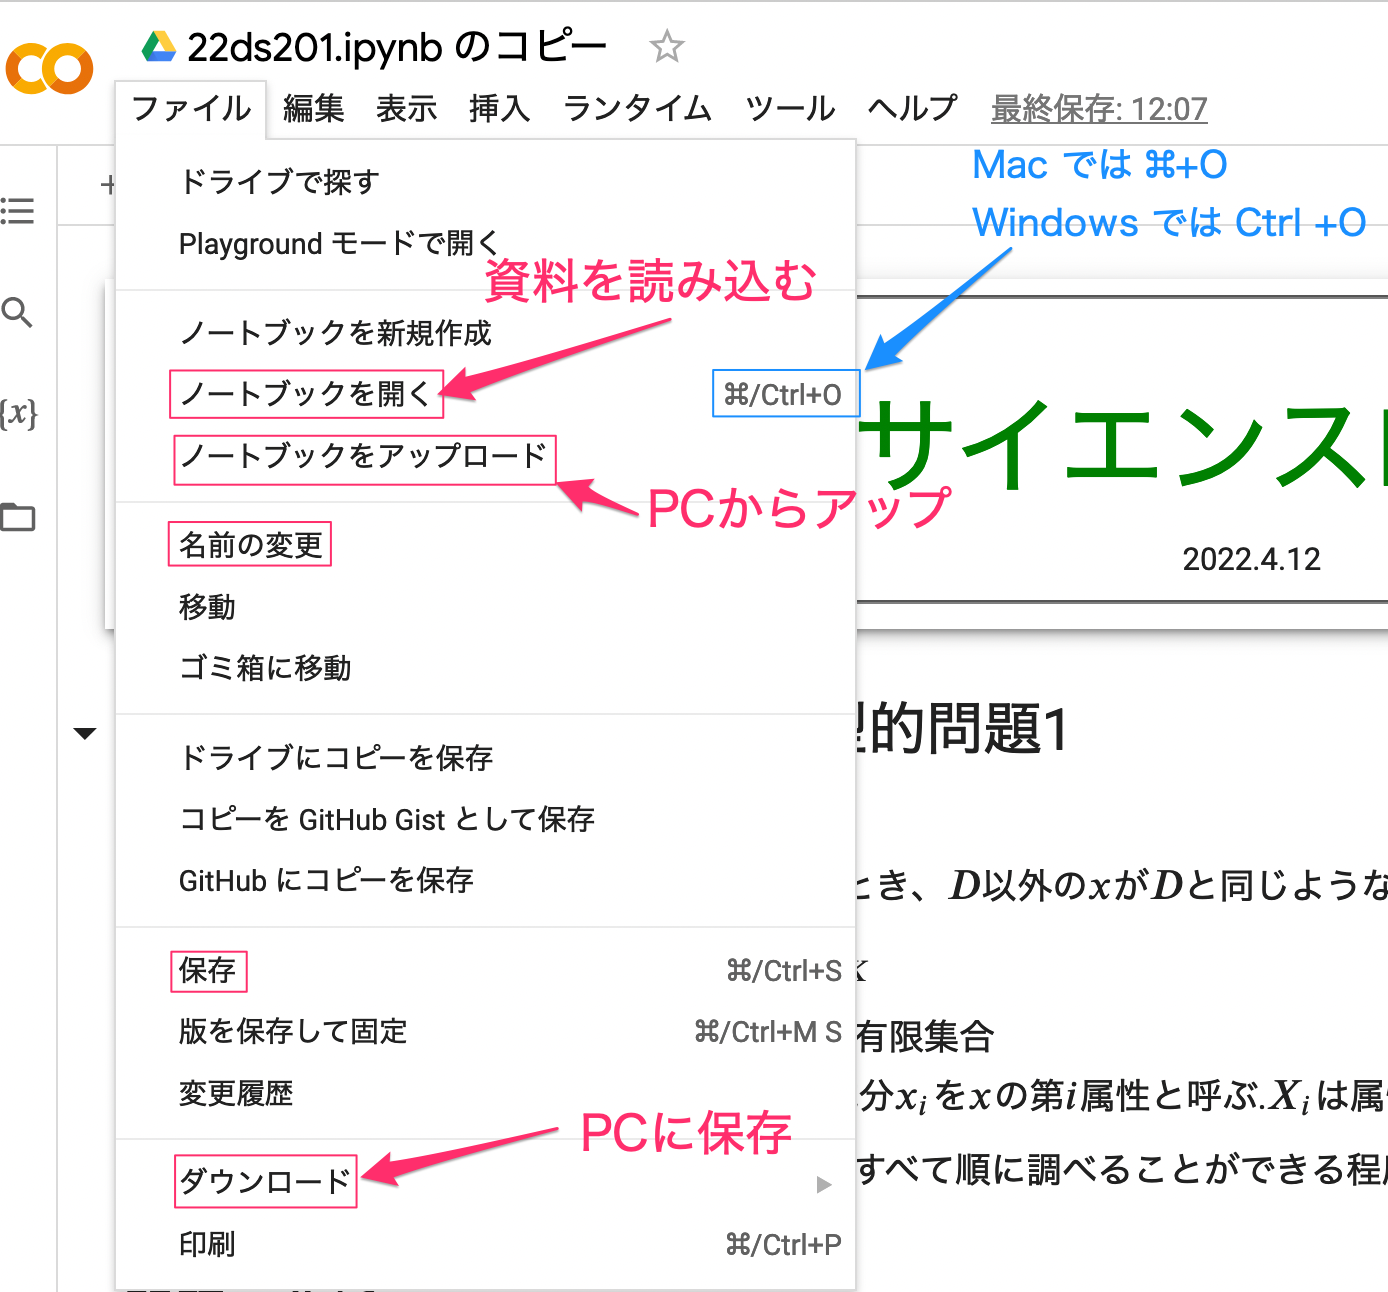 22ds201.ipynb のコピー
ファイル 編集 表示 挿入 ランタイム ツール ヘルプ 最終保存: 12:07
Mac では ⌘+O
Windows では Ctrl +O
+
ドライブで探す
Playground モードで開く
資料を読み込む
ノートブックを新規作成
ノートブックを開く ⌘/Ctrl+O
{x}
サイエンス
ノートブックをアップロード
PCからアップ
名前の変更
2022.4.12
移動
ゴミ箱に移動
的問題1
ドライブにコピーを保存
コピーを GitHub Gist として保存
GitHub にコピーを保存
とき、D以外のxがDと同じような
保存 ⌘/Ctrl+S
版を保存して固定 ⌘/Ctrl+M S
有限集合
変更履歴
分xᵢをxの第i属性と呼ぶ.Xᵢは属
PCに保存
すべて順に調べることができる程
ダウンロード
印刷 ⌘/Ctrl+P